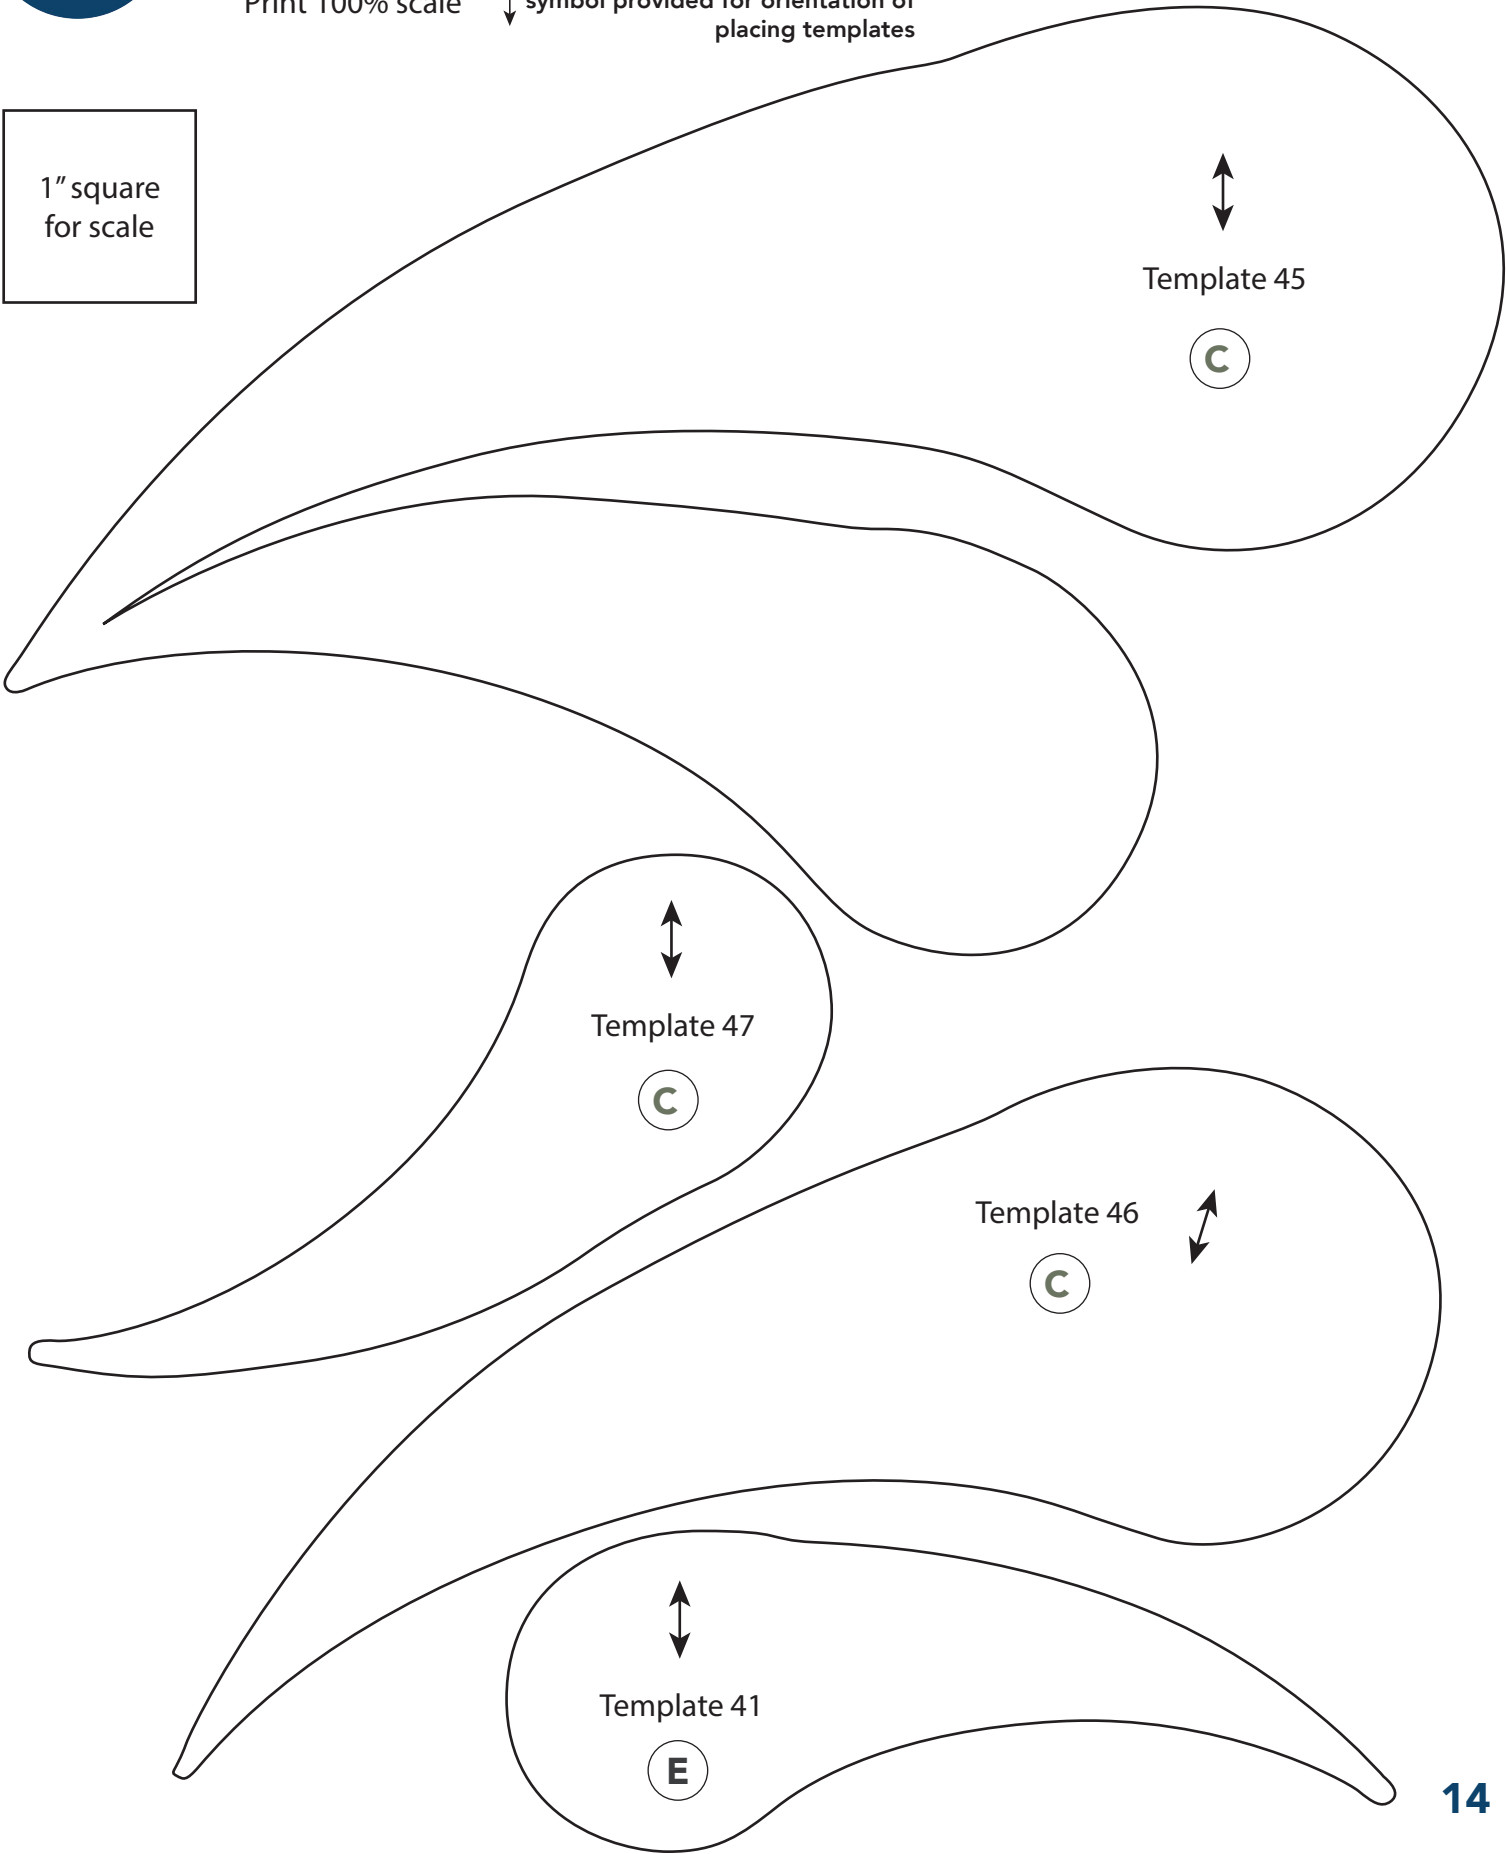 Print 100% scale
symbol provided for orientation of
placing templates
1" square
for scale
Template 45
C
Template 47
C
Template 46
C
Template 41
E
14